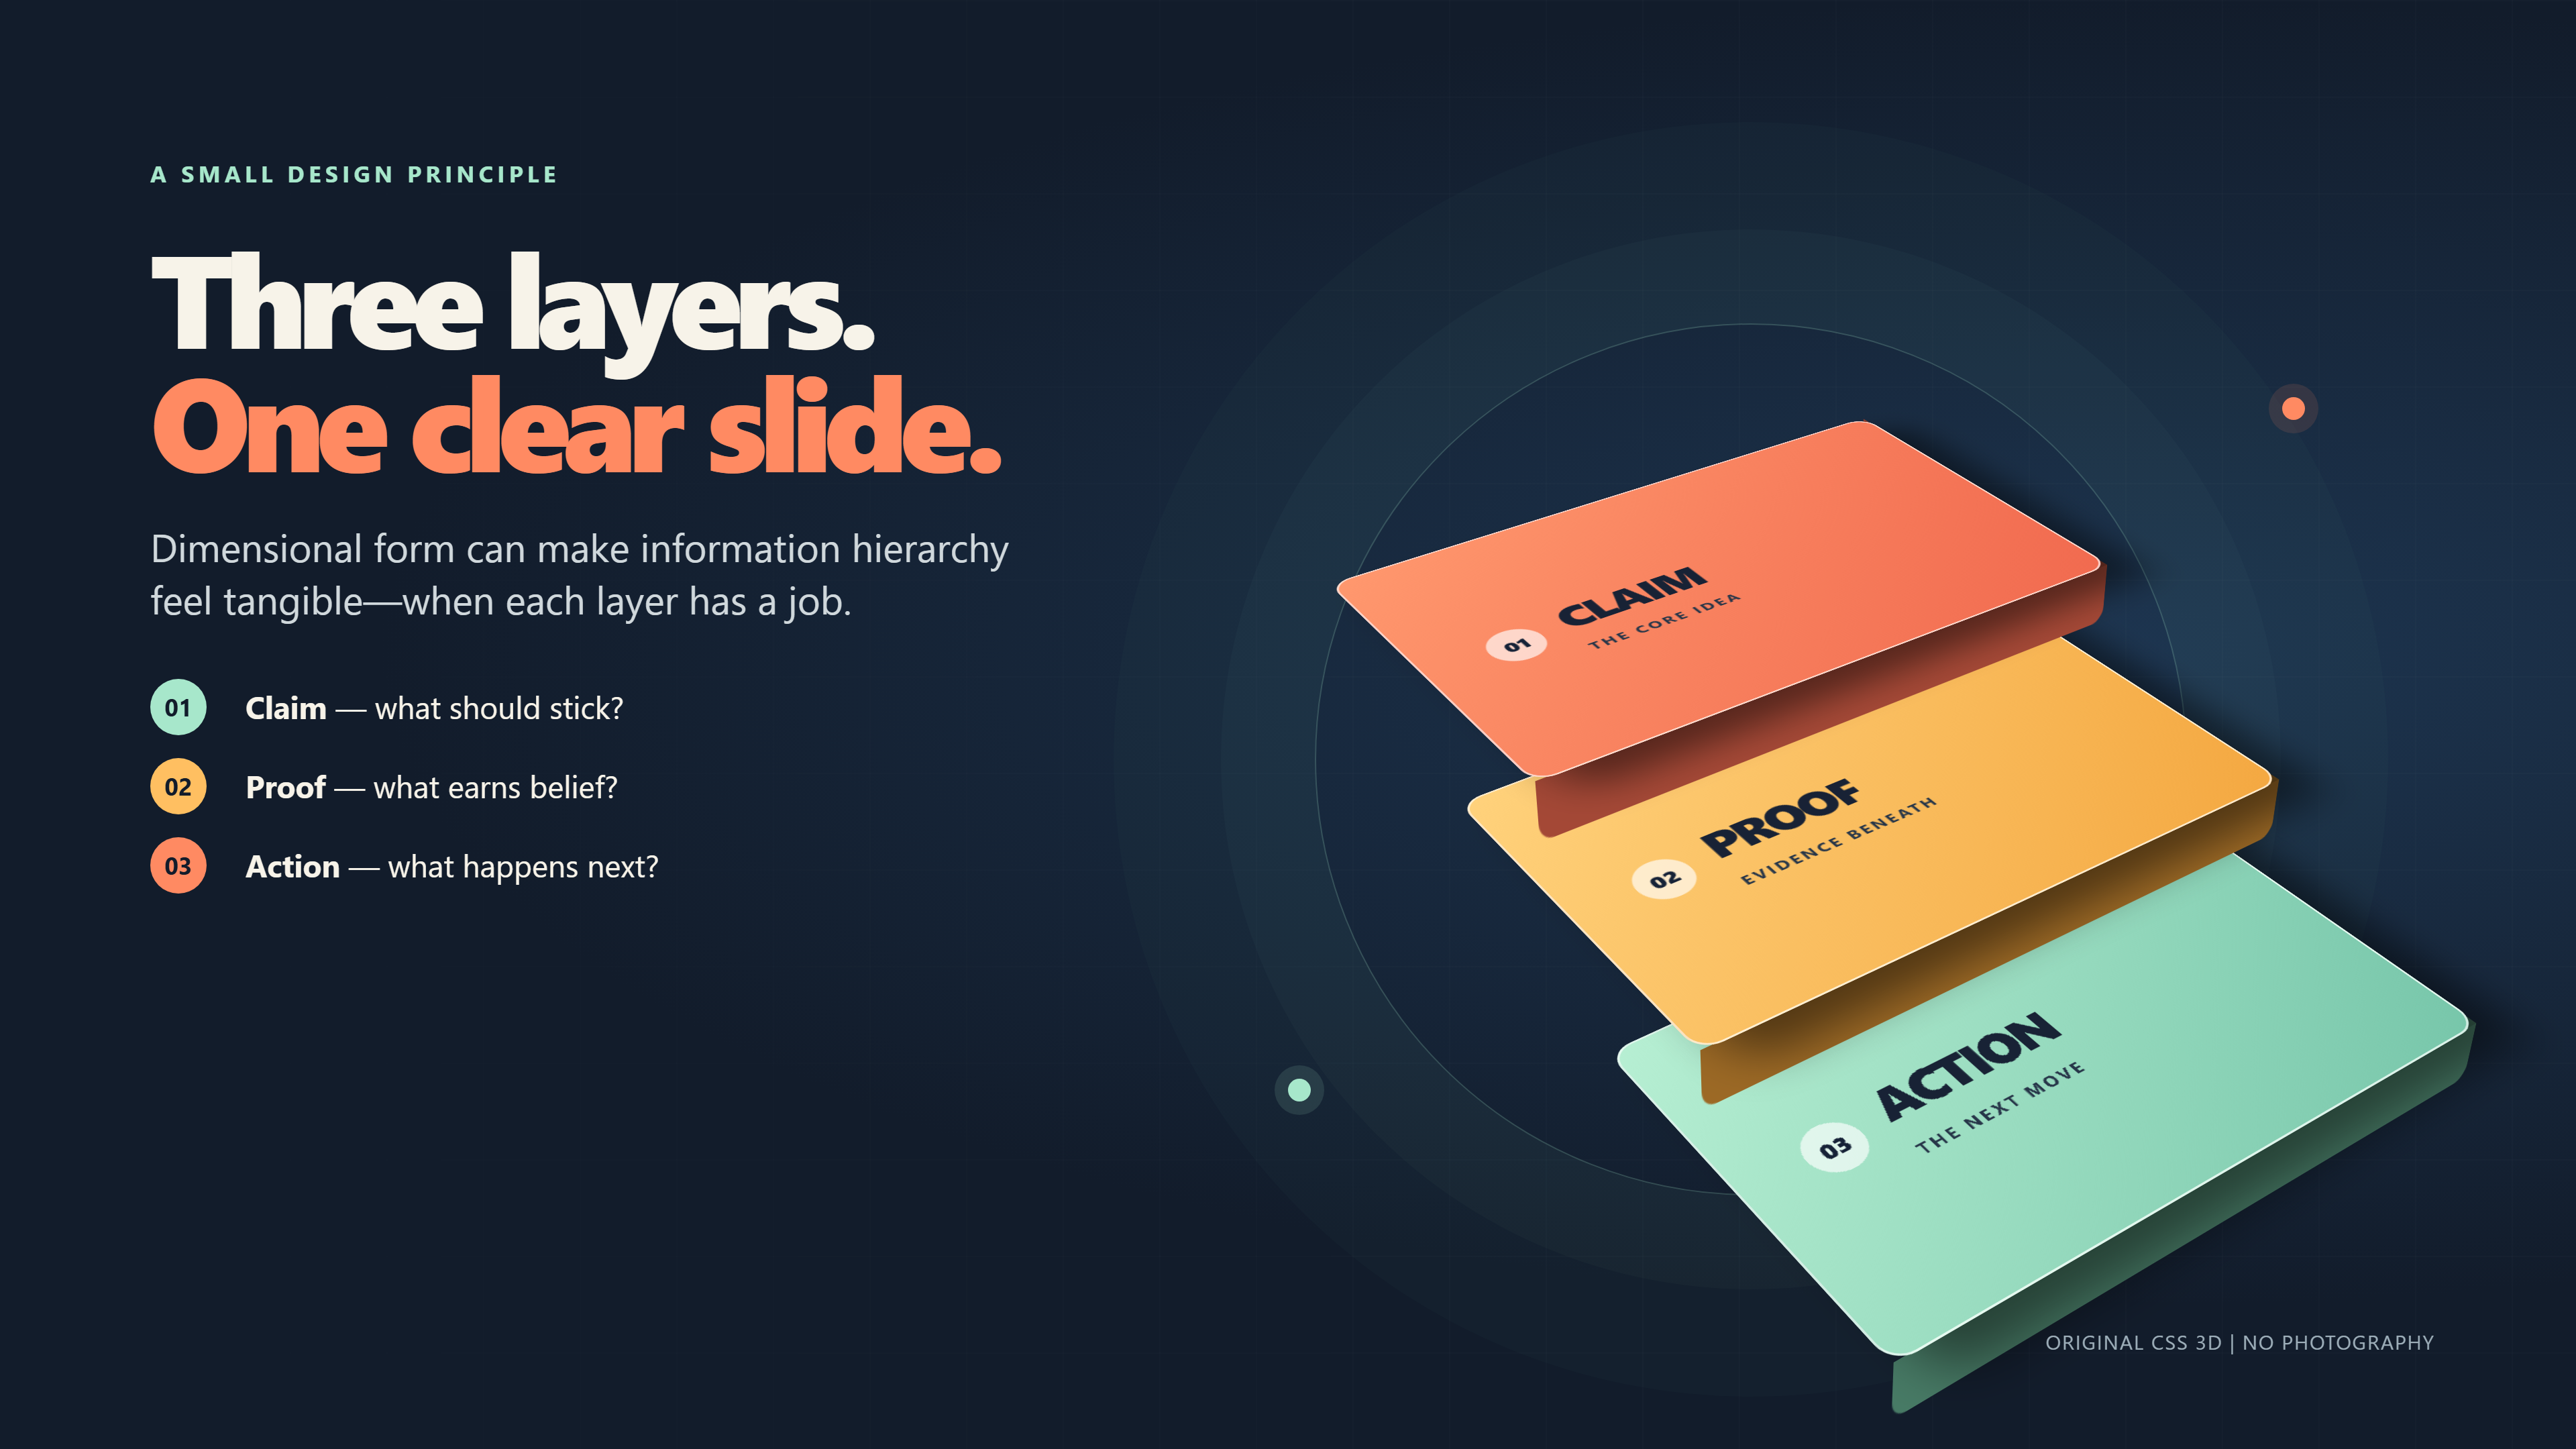 A SMALL DESIGN PRINCIPLE
Three layers.
One clear slide.
Dimensional form can make information hierarchy
feel tangible—when each layer has a job.
01 Claim — what should stick?
02 Proof — what earns belief?
03 Action — what happens next?
01 CLAIM
THE CORE IDEA
02 PROOF
EVIDENCE BENEATH
03 ACTION
THE NEXT MOVE
ORIGINAL CSS 3D | NO PHOTOGRAPHY